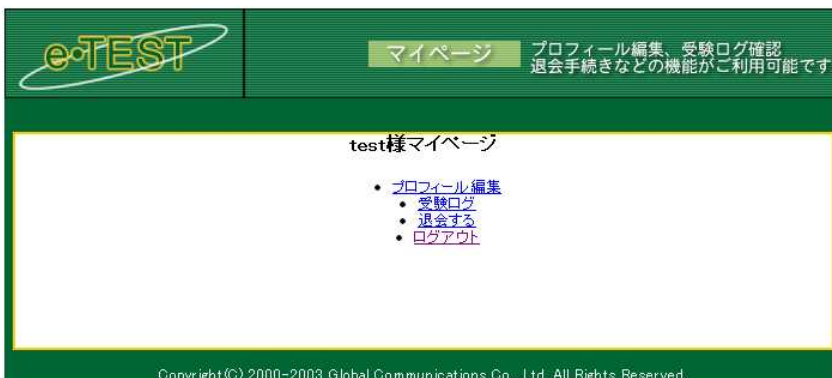 e・TEST
マイページ
プロフィール編集、受験ログ確認
退会手続きなどの機能がご利用可能です
test様マイページ
• プロフィール編集
• 受験ログ
• 退会する
• ログアウト
Copyright(C) 2000-2003 Global Communications Co., Ltd. All Rights Reserved